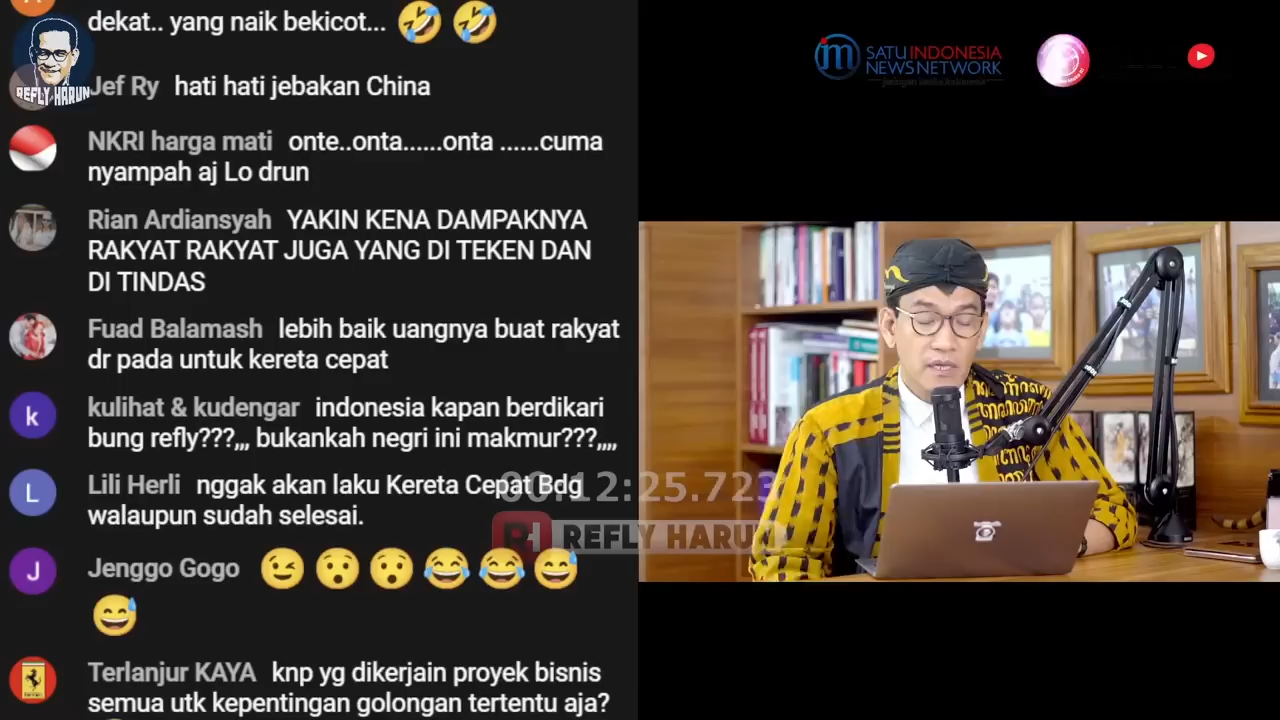 dekat.. yang naik bekicot... 🤣 🤣
REFLY HARUN
Jef Ry hati hati jebakan China
NKRI harga mati onte..onta......onta ......cuma
nyampah aj Lo drun
Rian Ardiansyah YAKIN KENA DAMPAKNYA
RAKYAT RAKYAT JUGA YANG DI TEKEN DAN
DI TINDAS
Fuad Balamash lebih baik uangnya buat rakyat
dr pada untuk kereta cepat
k
kulihat & kudengar indonesia kapan berdikari
bung refly???,,, bukankah negri ini makmur???,,,,
L
Lili Herli nggak akan laku Kereta Cepat Bdg
walaupun sudah selesai.
J
Jenggo Gogo 😉 😯 😯 😂 😂 😅
😅
Terlanjur KAYA knp yg dikerjain proyek bisnis
semua utk kepentingan golongan tertentu aja?
00:12:25.723
RH REFLY HARUN
SATU INDONESIA
NEWS NETWORK